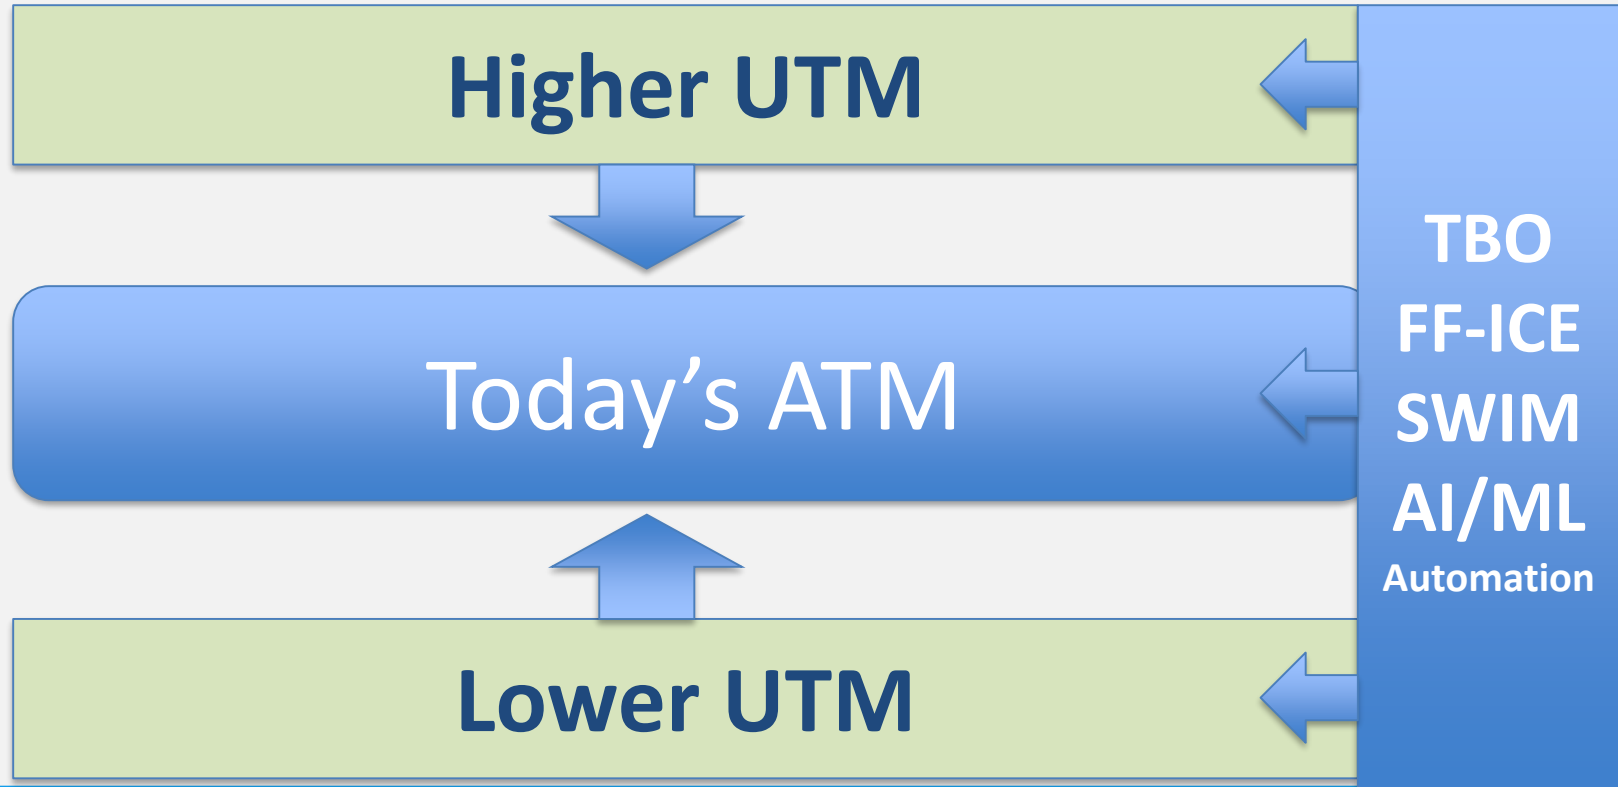 Higher UTM
Today’s ATM
Lower UTM
TBO
FF-ICE
SWIM
AI/ML
Automation